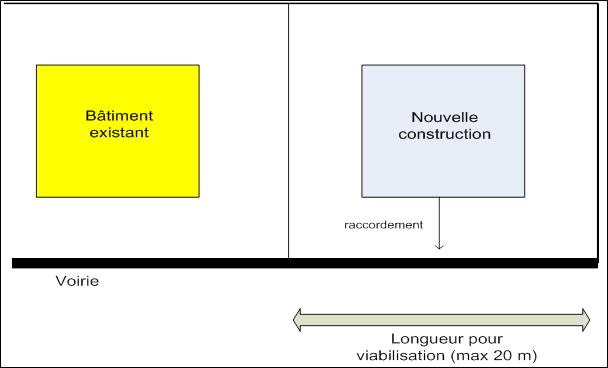 Bâtiment
existant
Nouvelle
construction
raccordement
Voirie
Longueur pour
viabilisation (max 20 m)